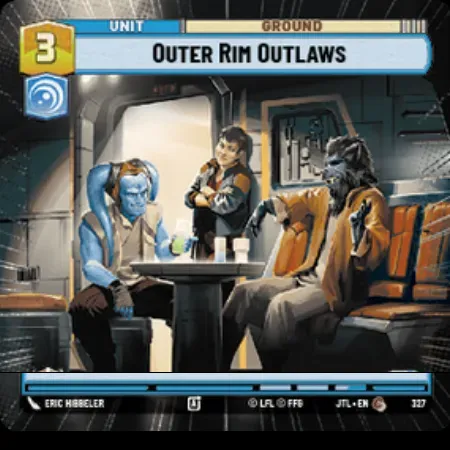 UNIT
GROUND
3
OUTER RIM OUTLAWS
ERIC HIBBELER
A
© LFL © FFG
JTL • EN
327